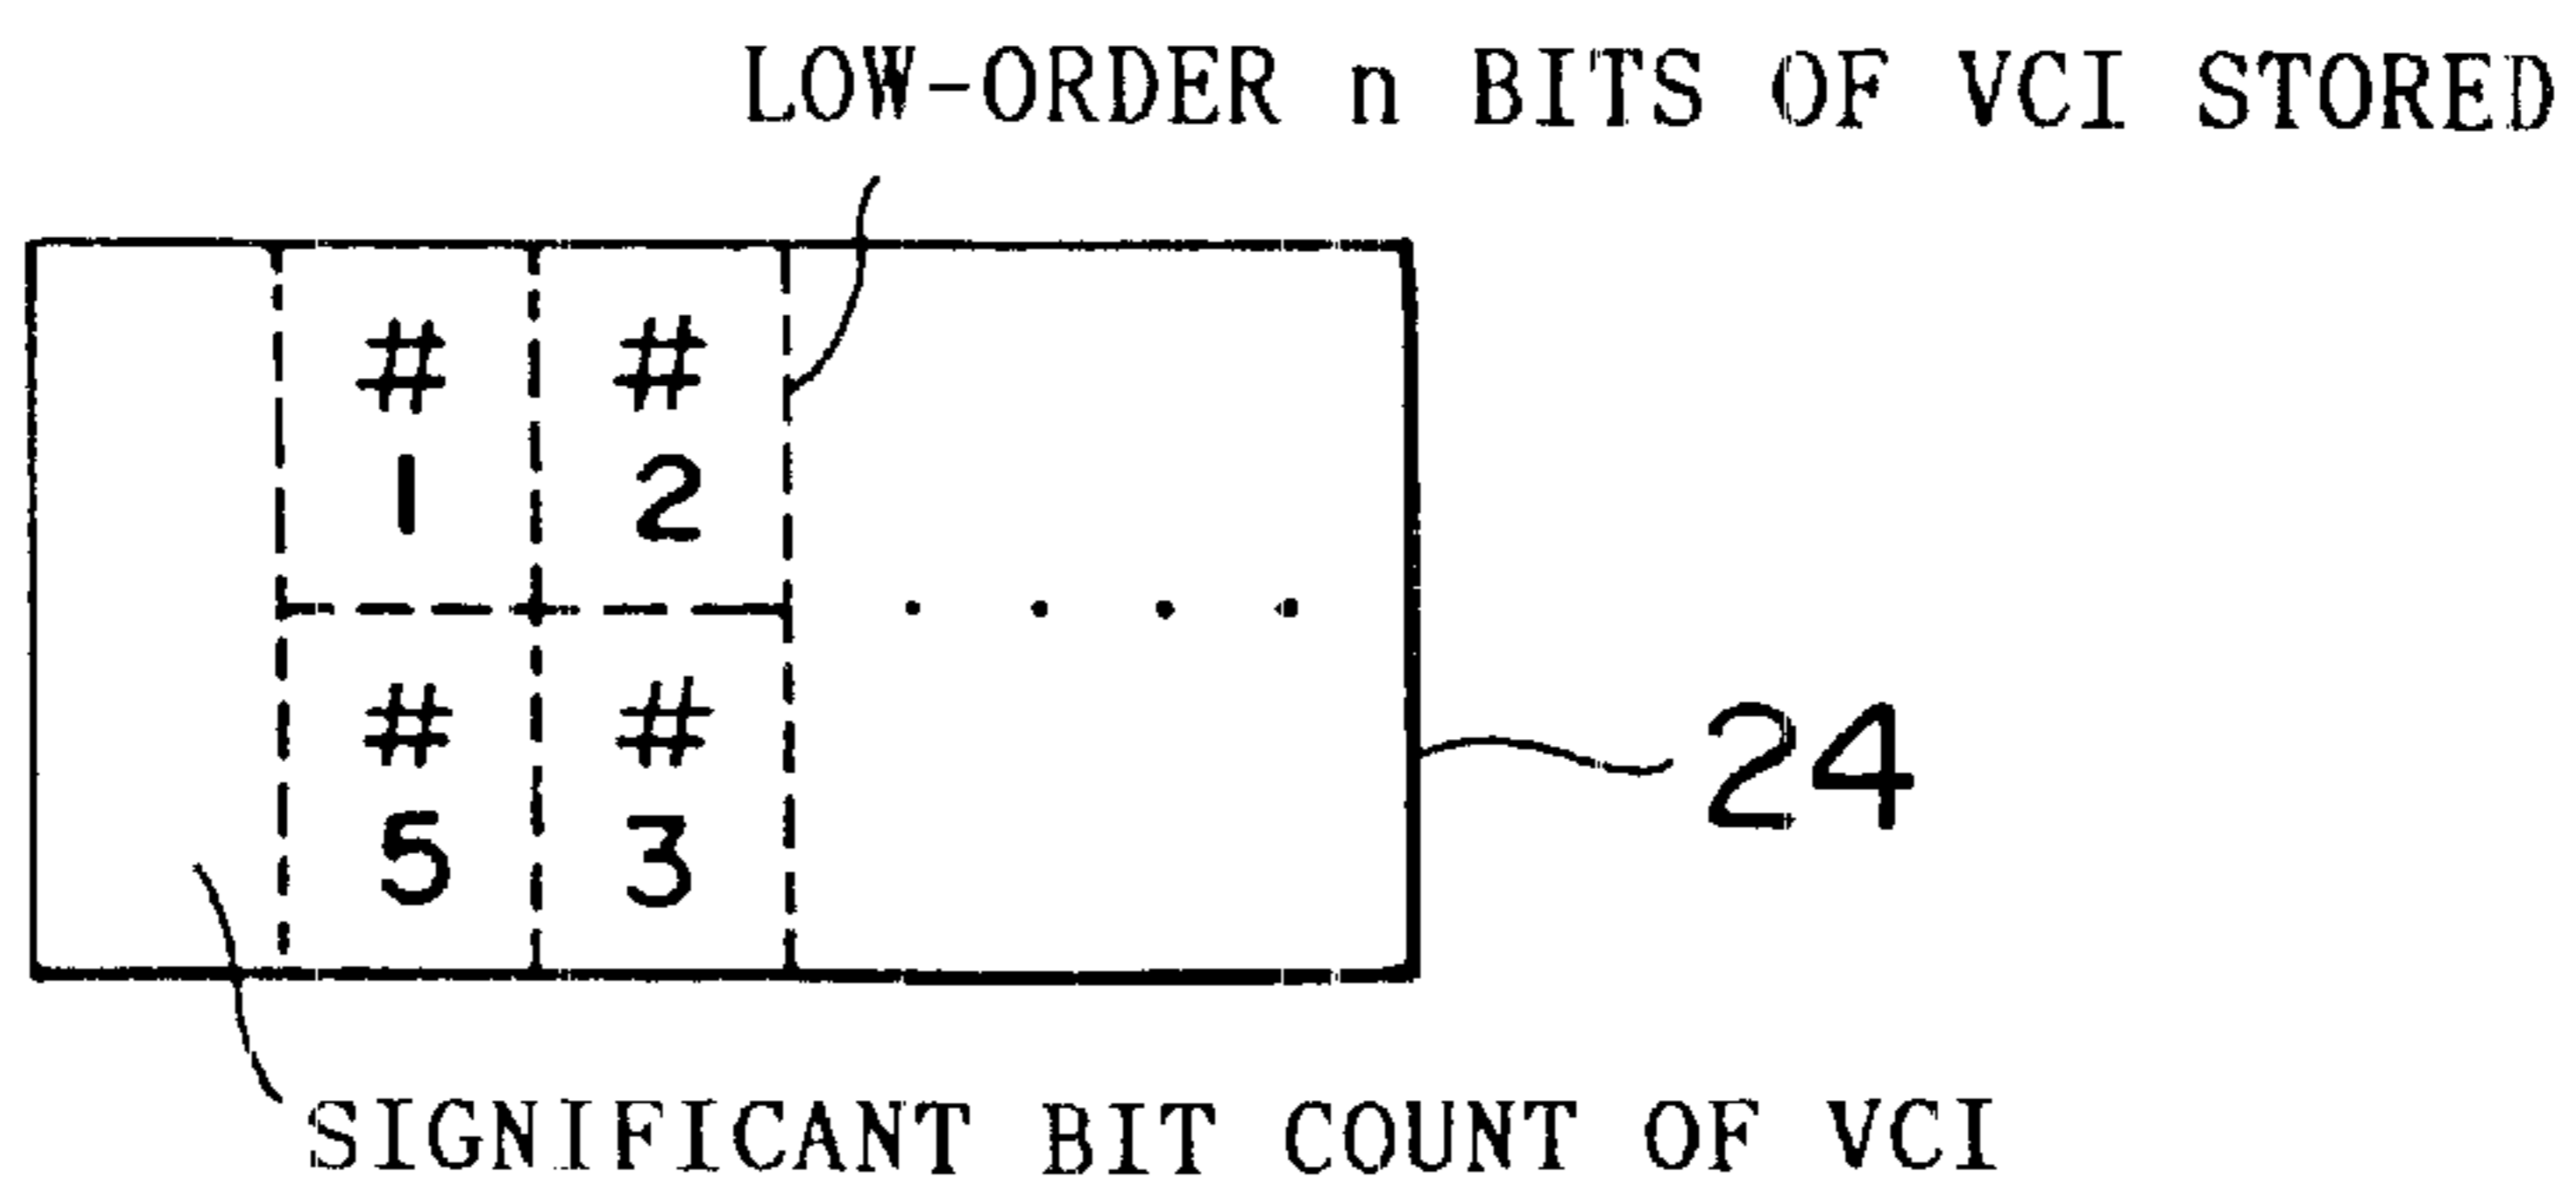 LOW-ORDER n BITS OF VCI STORED
# #
1 2
# #
5 3
24
SIGNIFICANT BIT COUNT OF VCI